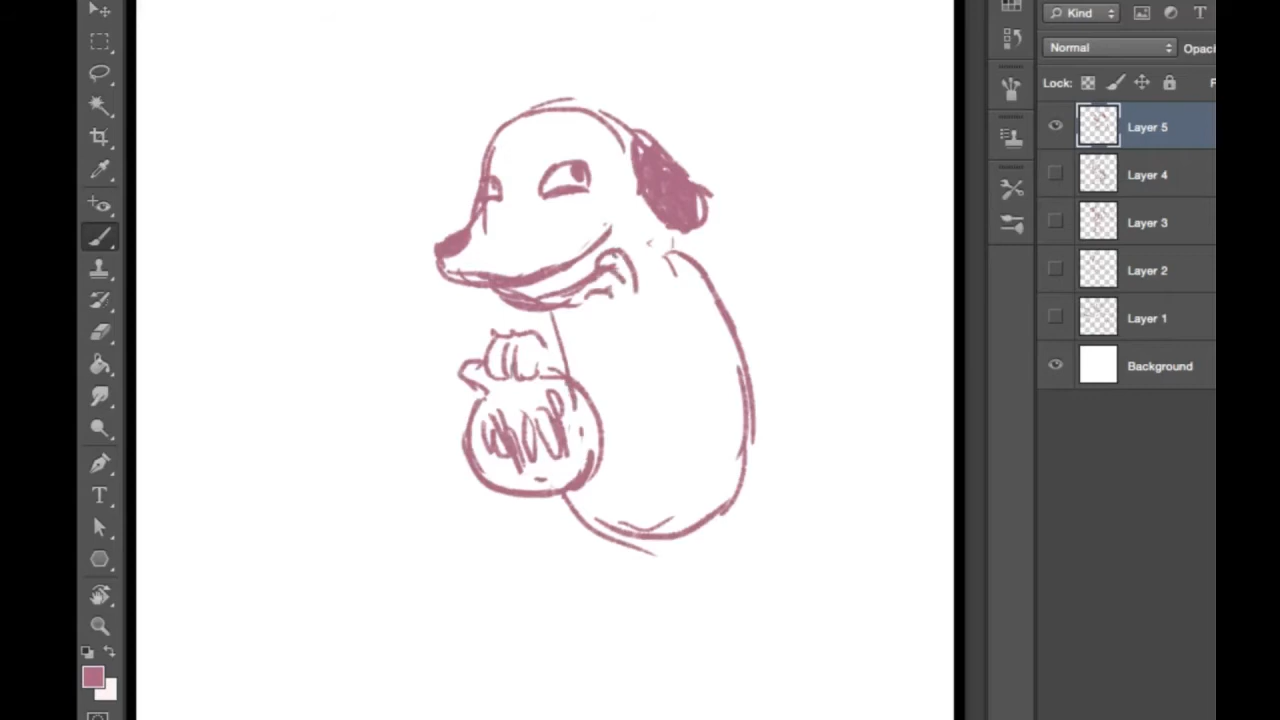 Kind
Normal
Opaci
Lock:
F
Layer 5
Layer 4
Layer 3
Layer 2
Layer 1
Background